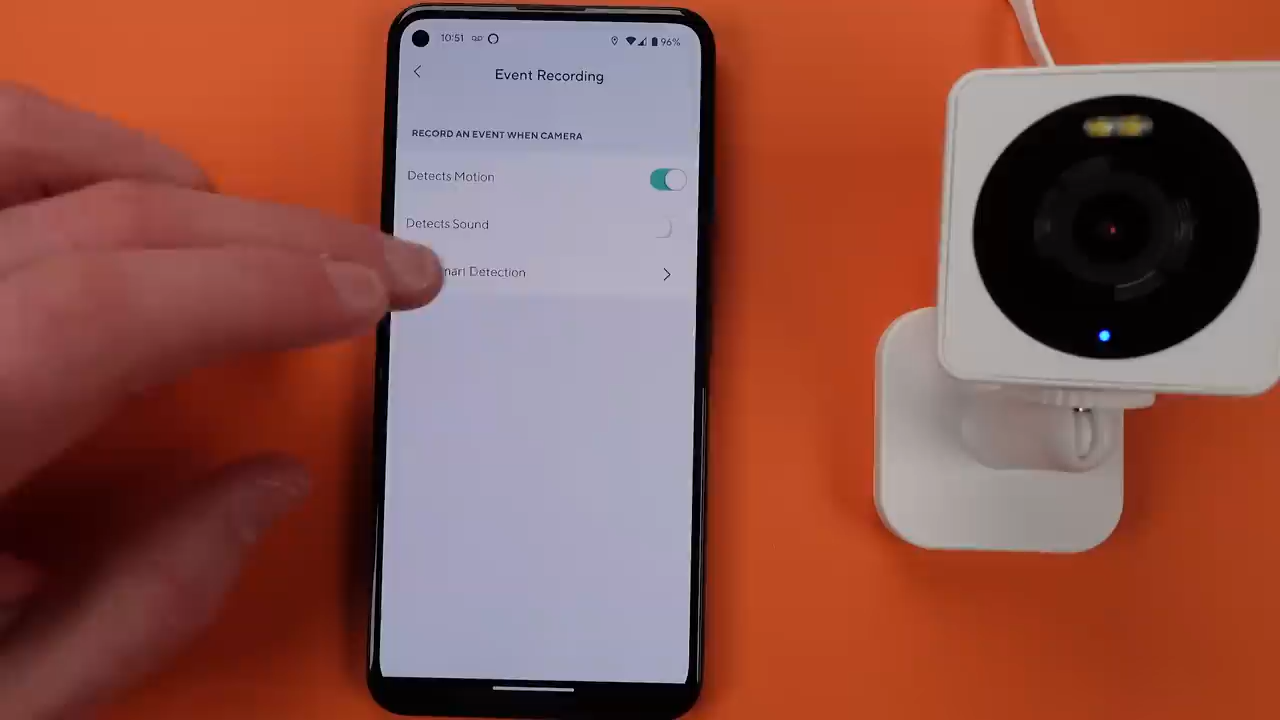 10:51 96%
Event Recording
RECORD AN EVENT WHEN CAMERA
Detects Motion
Detects Sound
Detection